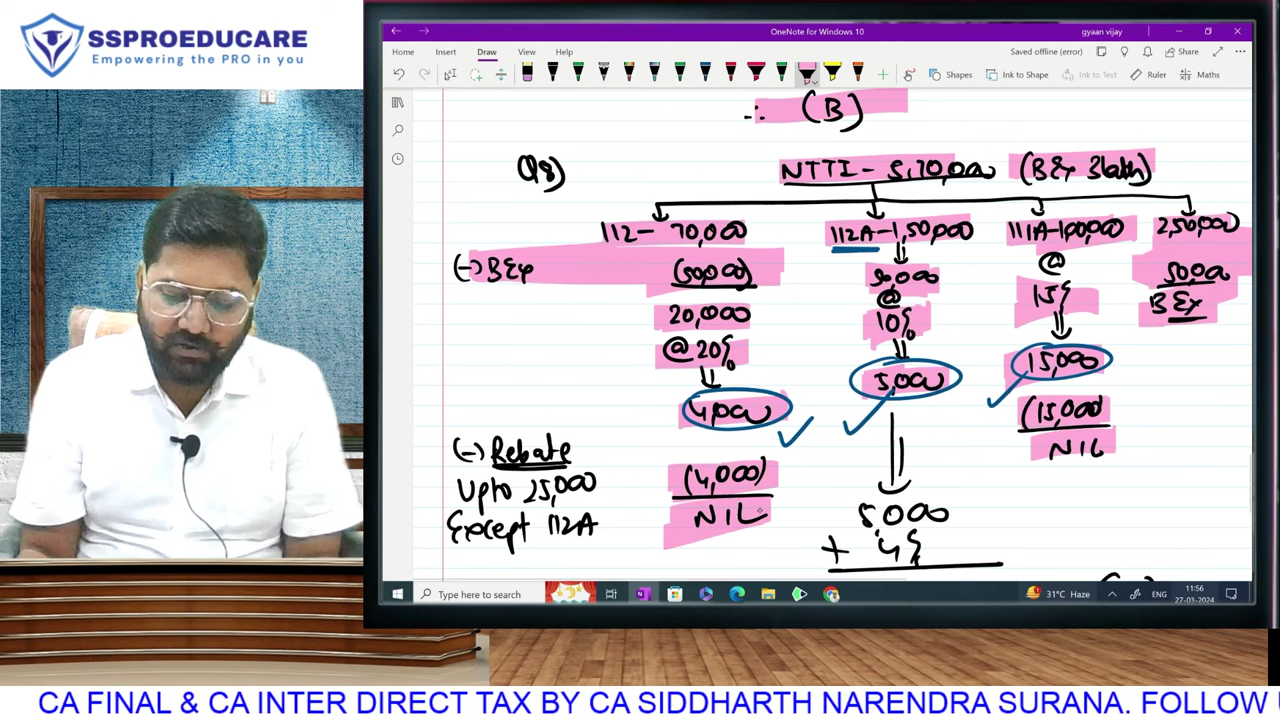 SSPROEDUCARE
Empowering the PRO in you
OneNote for Windows 10
gyaan vijay
Home Insert Draw View Help
Saved offline (error)
Share
Shapes
Ink to Shape
Ink to Text
Ruler
Maths
∴ (B)
Q8)
NTTI - 5,70,000 (BEx 3lakh)
112 - 70,000 112A - 1,50,000 111A - 1,00,000 2,50,000
(-) BEx (50,000) 50,000 @ 50,000
20,000 @ 15% BEx
@ 20% 10%
4,000 5,000 15,000
(15,000)
(-) Rebate NIL
Upto 25,000 (4,000)
Except 112A NIL 5,000
+ 4%
Type here to search
31°C Haze
ENG
11:56
27-03-2024
CA FINAL & CA INTER DIRECT TAX BY CA SIDDHARTH NARENDRA SURANA. FOLLOW